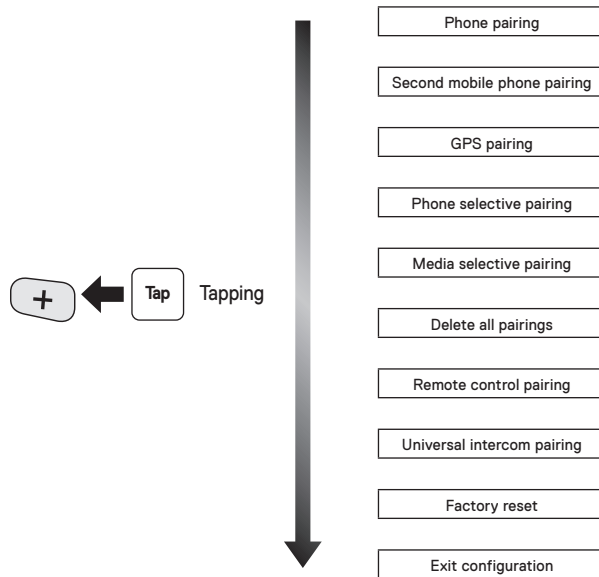 Phone pairing
Second mobile phone pairing
GPS pairing
Phone selective pairing
Media selective pairing
+ Tap Tapping
Delete all pairings
Remote control pairing
Universal intercom pairing
Factory reset
Exit configuration